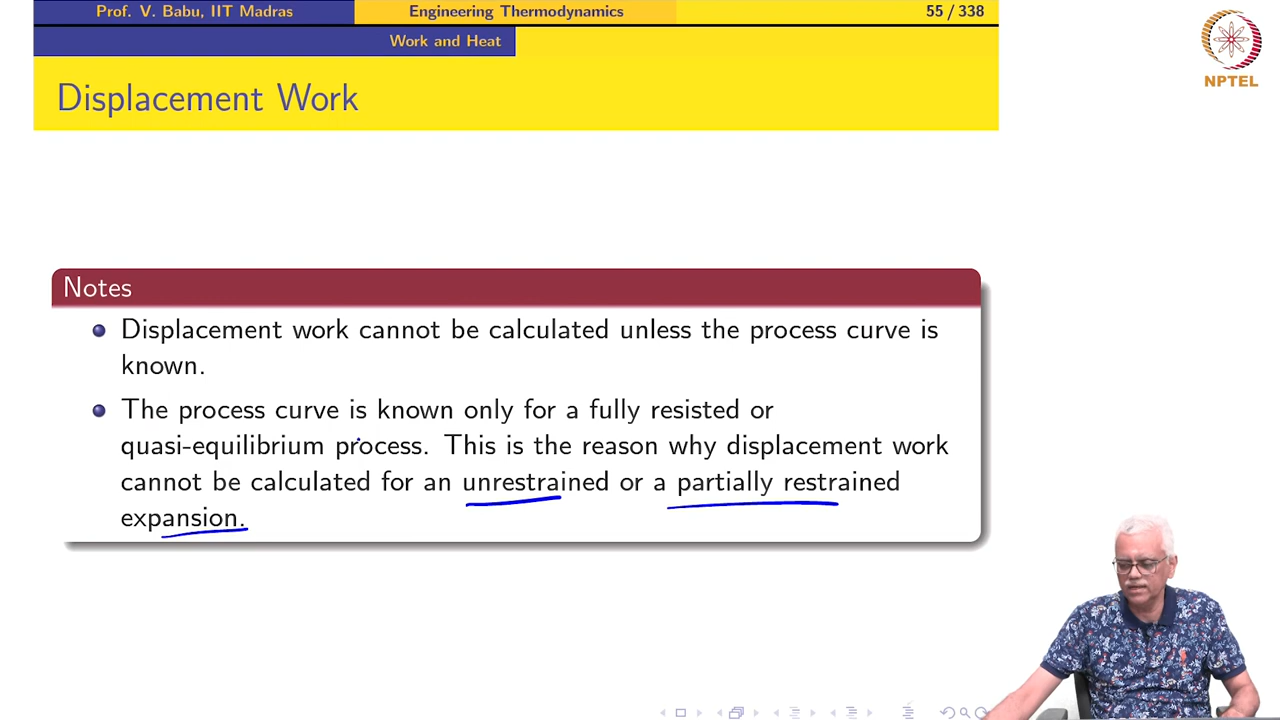 Prof. V. Babu, IIT Madras
Engineering Thermodynamics
55 / 338
Work and Heat
NPTEL
Displacement Work
Notes
Displacement work cannot be calculated unless the process curve is
known.
The process curve is known only for a fully resisted or
quasi-equilibrium process. This is the reason why displacement work
cannot be calculated for an unrestrained or a partially restrained
expansion.